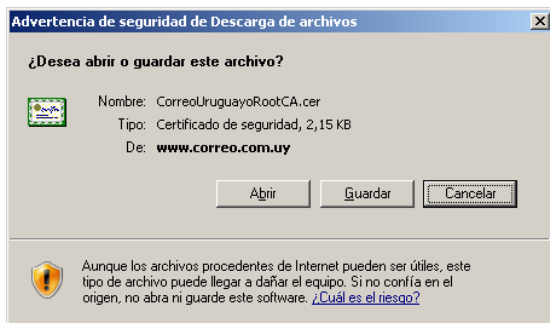 Advertencia de seguridad de Descarga de archivos
¿Desea abrir o guardar este archivo?
Nombre: CorreoUruguayoRootCA.cer
Tipo: Certificado de seguridad, 2,15 KB
De: www.correo.com.uy
Abrir Guardar Cancelar
Aunque los archivos procedentes de Internet pueden ser útiles, este
tipo de archivo puede llegar a dañar el equipo. Si no confía en el
origen, no abra ni guarde este software. ¿Cuál es el riesgo?